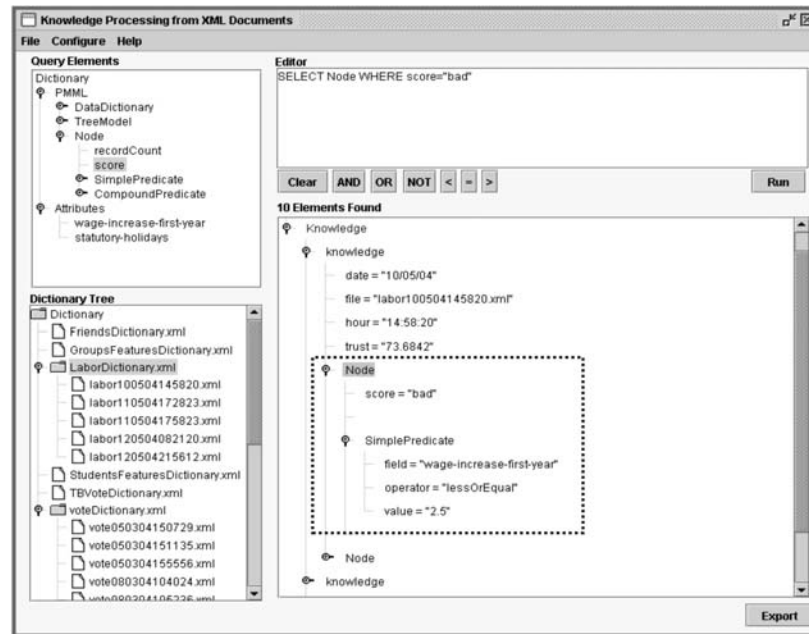 Knowledge Processing from XML Documents
File Configure Help
Query Elements
Dictionary
PMML
DataDictionary
TreeModel
Node
recordCount
score
SimplePredicate
CompoundPredicate
Attributes
wage-increase-first-year
statutory-holidays
Dictionary Tree
Dictionary
FriendsDictionary.xml
GroupsFeaturesDictionary.xml
LaborDictionary.xml
labor100504145820.xml
labor110504172823.xml
labor110504175823.xml
labor120504082120.xml
labor120504215612.xml
StudentsFeaturesDictionary.xml
TBVoteDictionary.xml
voteDictionary.xml
vote050304150729.xml
vote050304151135.xml
vote050304155556.xml
vote080304104024.xml
Editor
SELECT Node WHERE score="bad"
Clear AND OR NOT < = > Run
10 Elements Found
Knowledge
knowledge
date = "10/05/04"
file = "labor100504145820.xml"
hour = "14:58:20"
trust = "73.6842"
Node
score = "bad"
SimplePredicate
field = "wage-increase-first-year"
operator = "lessOrEqual"
value = "2.5"
Node
knowledge
Export